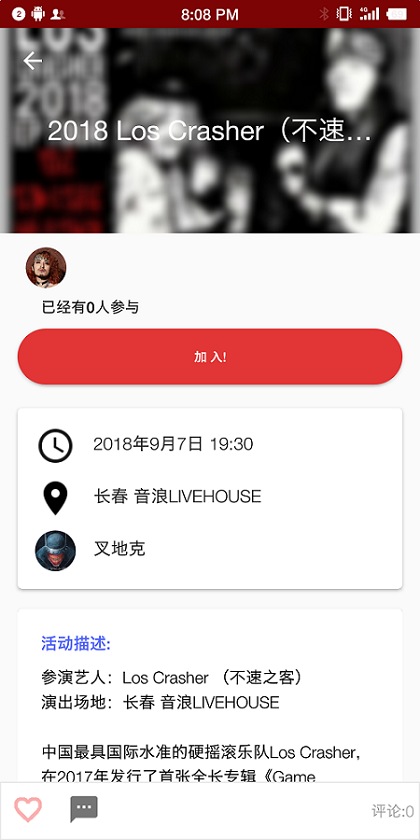 2
8:08 PM
4G
LOS
2018
2018 Los Crasher（不速...
已经有0人参与
加 入!
2018年9月7日 19:30
长春 音浪LIVEHOUSE
叉地克
活动描述:
参演艺人：Los Crasher （不速之客）
演出场地：长春 音浪LIVEHOUSE
中国最具国际水准的硬摇滚乐队Los Crasher,
在2017年发行了首张全长专辑《Game
评论:0